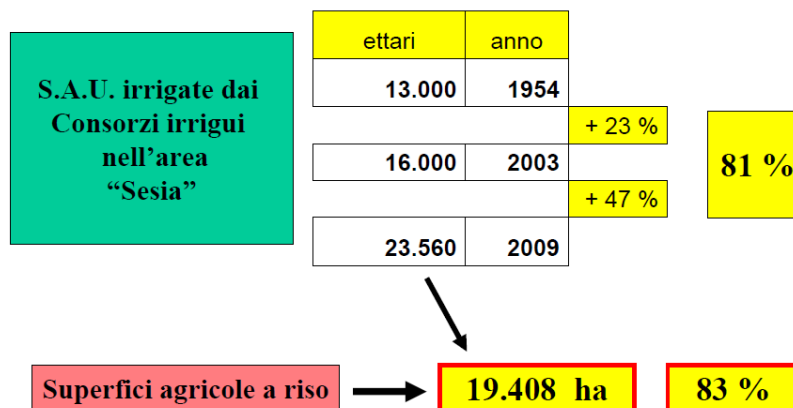 S.A.U. irrigate dai
Consorzi irrigui
nell’area
“Sesia”
ettari anno
13.000 1954
+ 23 %
16.000 2003
+ 47 %
23.560 2009
81 %
Superfici agricole a riso
19.408 ha
83 %